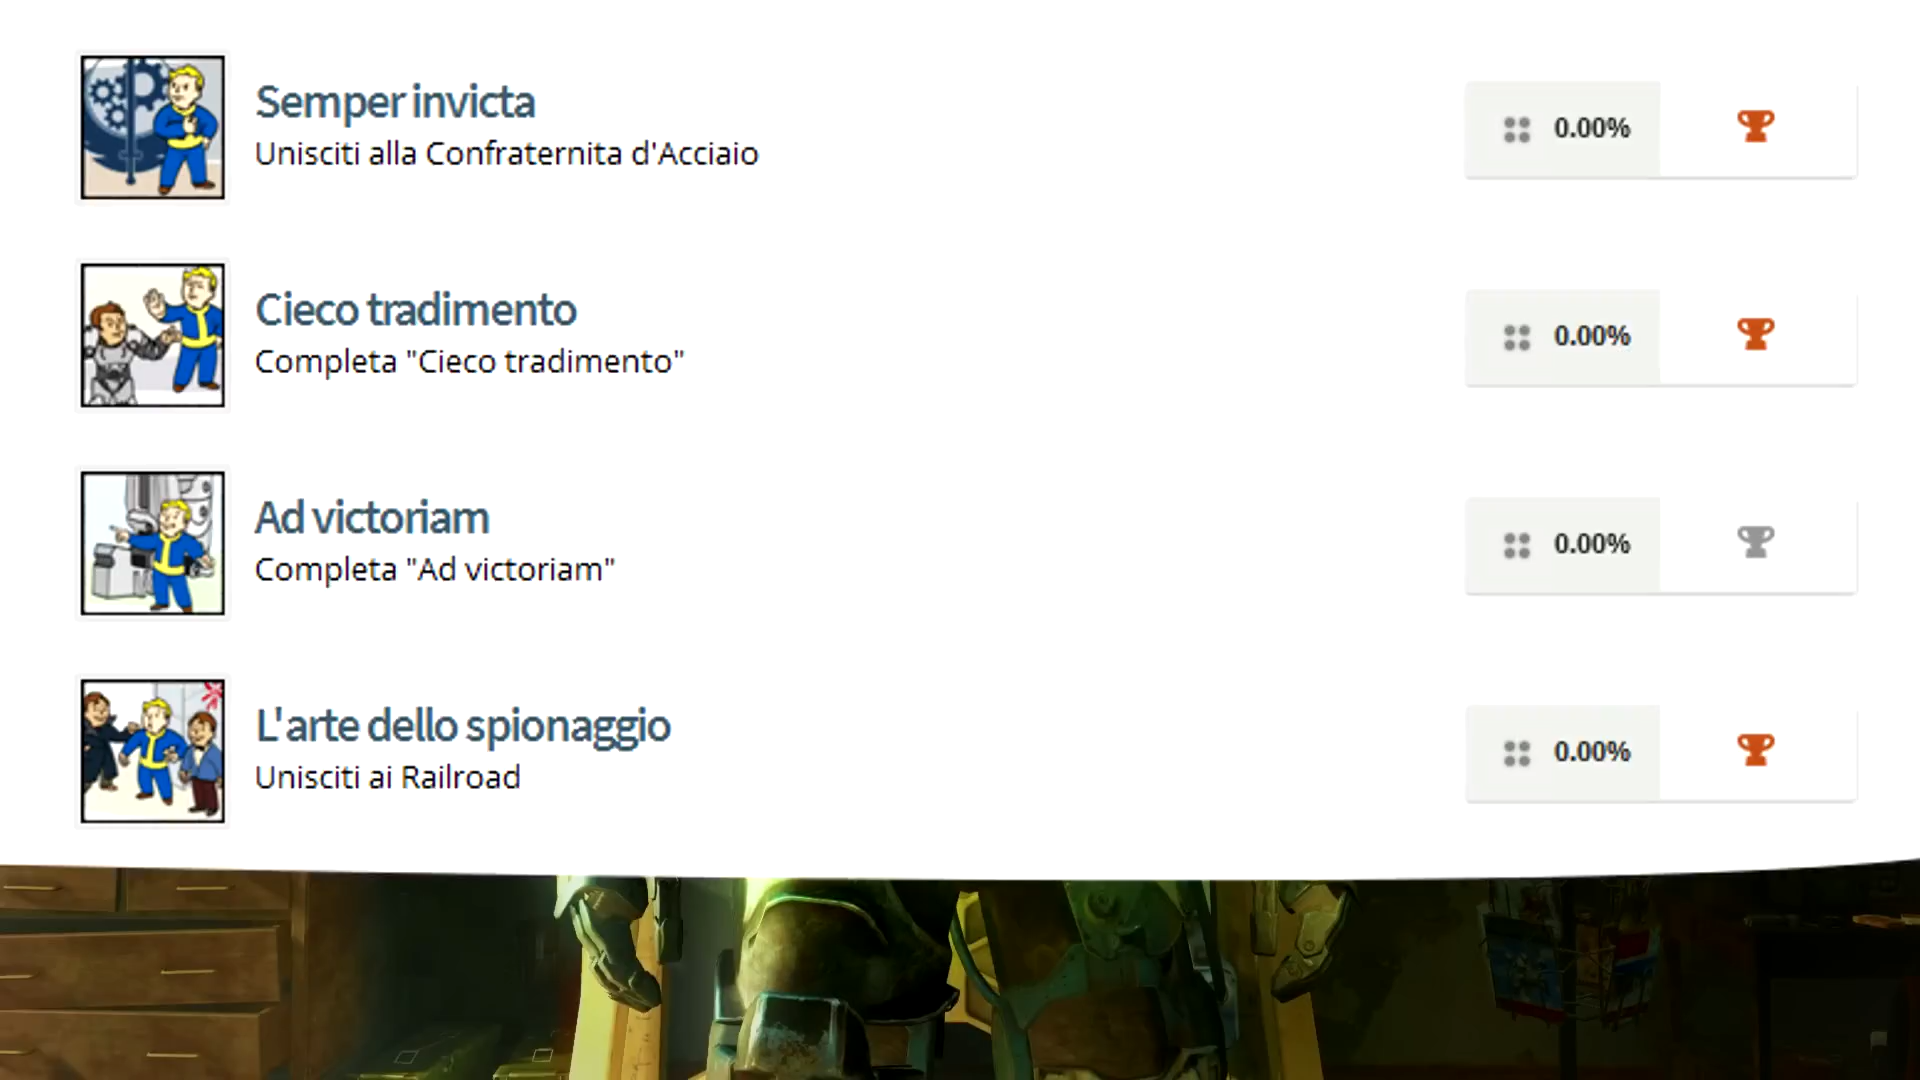 Semper invicta
Unisciti alla Confraternita d'Acciaio
0.00%
Cieco tradimento
Completa "Cieco tradimento"
0.00%
Ad victoriam
Completa "Ad victoriam"
0.00%
L'arte dello spionaggio
Unisciti ai Railroad
0.00%